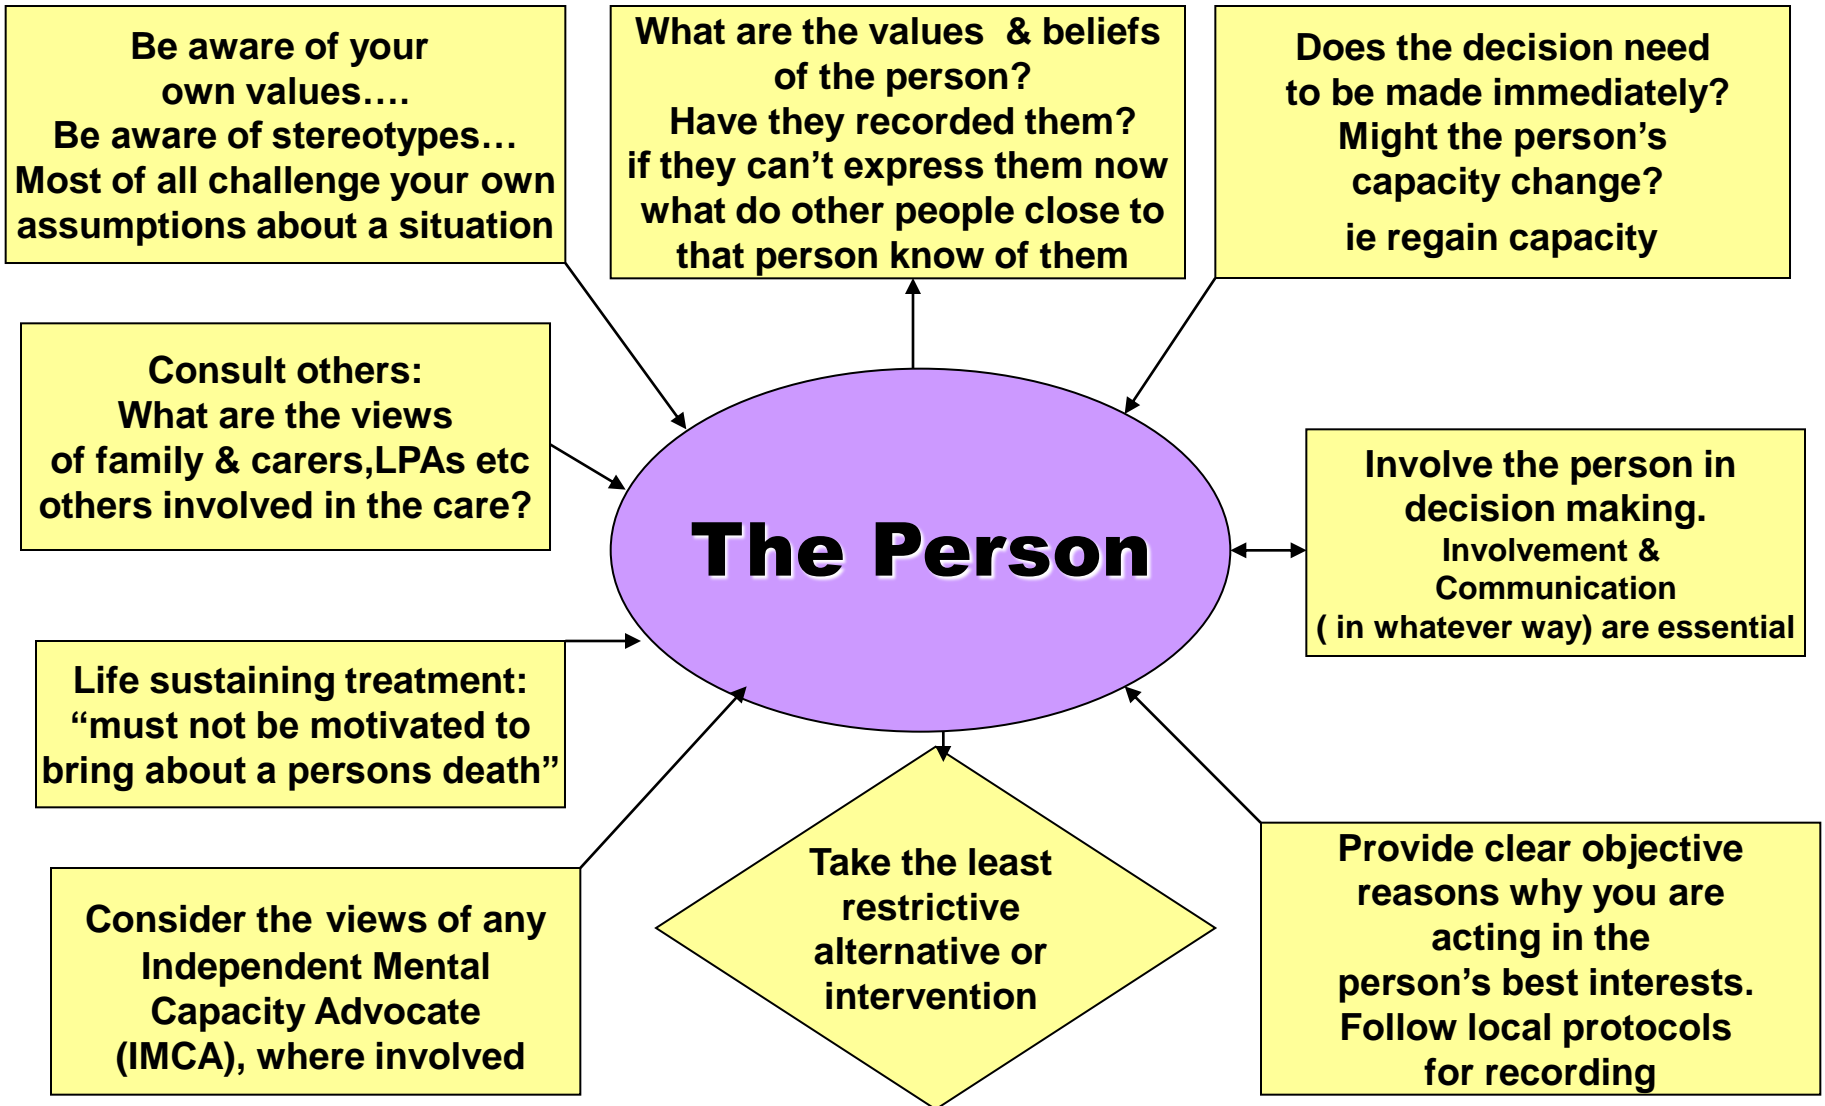 Be aware of your
own values….
Be aware of stereotypes…
Most of all challenge your own
assumptions about a situation
What are the values & beliefs
of the person?
Have they recorded them?
if they can’t express them now
what do other people close to
that person know of them
Does the decision need
to be made immediately?
Might the person’s
capacity change?
ie regain capacity
Consult others:
What are the views
of family & carers,LPAs etc
others involved in the care?
The Person
Involve the person in
decision making.
Involvement &
Communication
( in whatever way) are essential
Life sustaining treatment:
“must not be motivated to
bring about a persons death”
Consider the views of any
Independent Mental
Capacity Advocate
(IMCA), where involved
Take the least
restrictive
alternative or
intervention
Provide clear objective
reasons why you are
acting in the
person’s best interests.
Follow local protocols
for recording